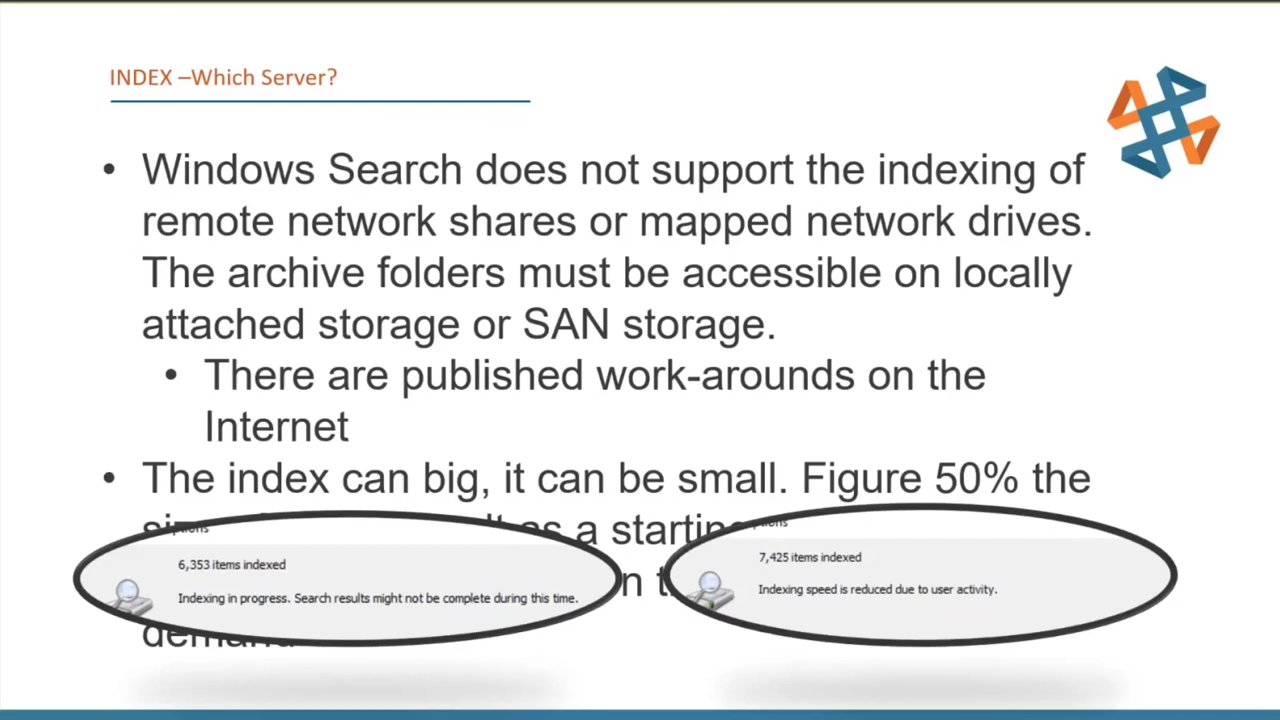 INDEX –Which Server?
• Windows Search does not support the indexing of
remote network shares or mapped network drives.
The archive folders must be accessible on locally
attached storage or SAN storage.
• There are published work-arounds on the
Internet
• The index can big, it can be small. Figure 50% the
as a starting
demand
6,353 items indexed
Indexing in progress. Search results might not be complete during this time.
7,425 items indexed
Indexing speed is reduced due to user activity.